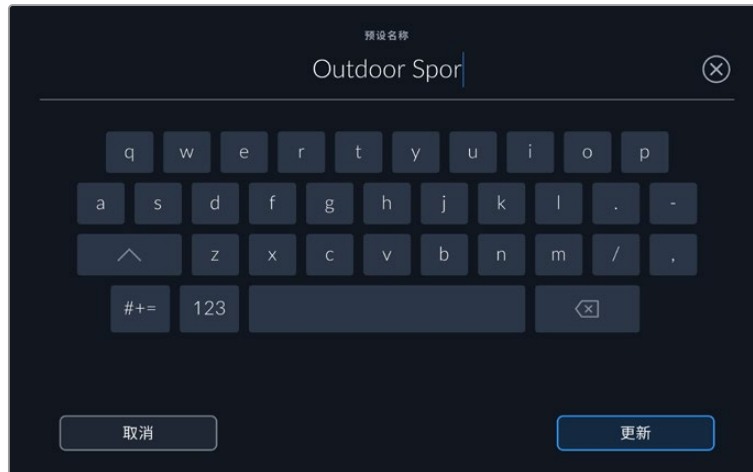 预设名称
Outdoor Spor
q w e r t y u i o p
a s d f g h j k l . -
z x c v b n m / ,
#+= 123
取消 更新